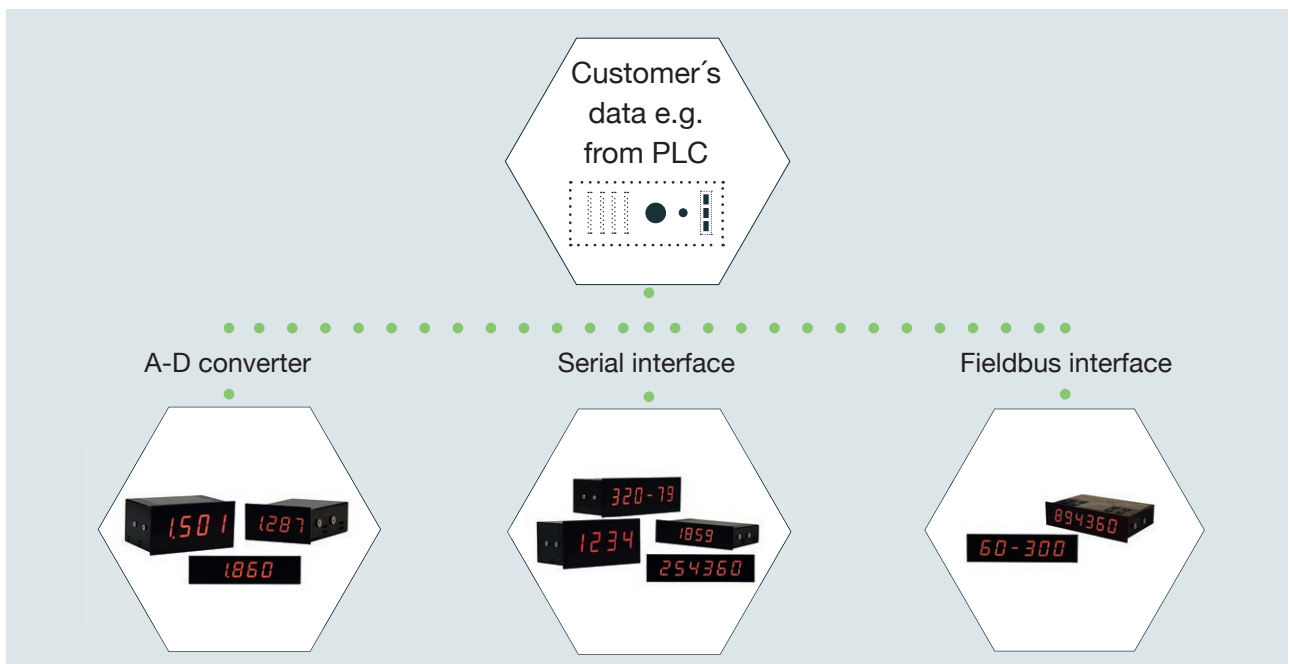 Customer´s
data e.g.
from PLC
A-D converter
Serial interface
Fieldbus interface
1.501
1.287
1.860
320-79
1234
1859
254360
894360
60-300